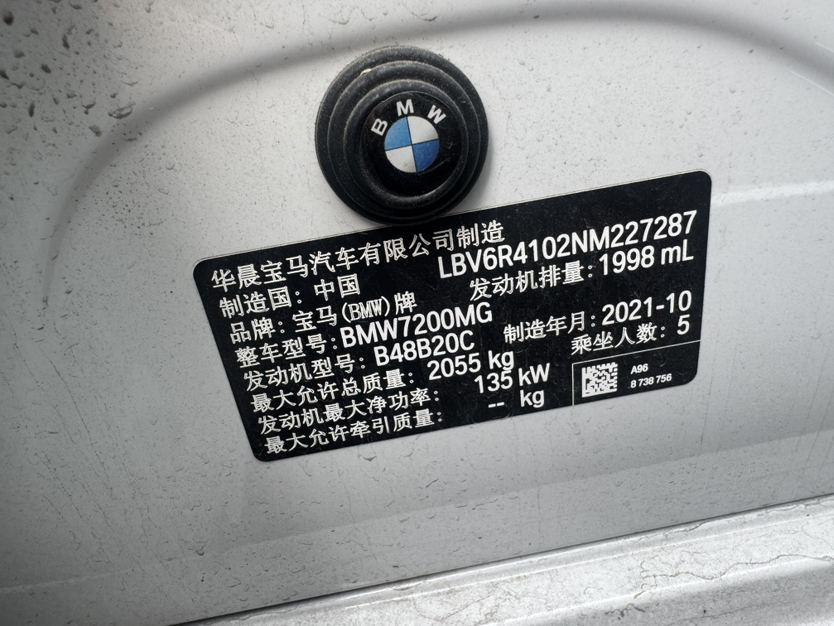 BMW
华晨宝马汽车有限公司制造
LBV6R4102NM227287
制造国：中国
发动机排量：1998 mL
品牌：宝马(BMW)牌
整车型号：BMW7200MG
制造年月：2021-10
发动机型号：B48B20C
乘坐人数：5
最大允许总质量：2055 kg
发动机最大净功率：135 kW
最大允许牵引质量：-- kg
A96
8 738 756